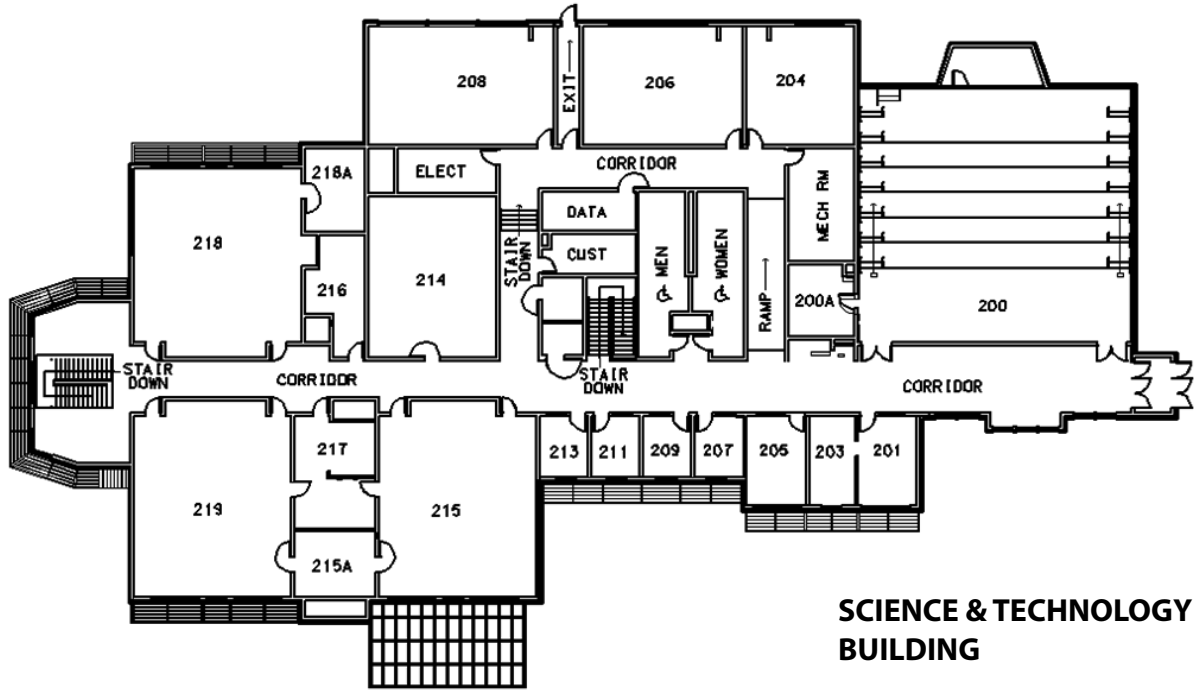 208
EXIT
206
204
218A
ELECT
CORRIDOR
MECH RM
DATA
218
STAIR
DOWN
CUST
MEN
WOMEN
214
216
RAMP
200A
200
STAIR
DOWN
CORRIDOR
STAIR
DOWN
CORRIDOR
217
213
211
209
207
205
203
201
219
215
215A
SCIENCE & TECHNOLOGY
BUILDING